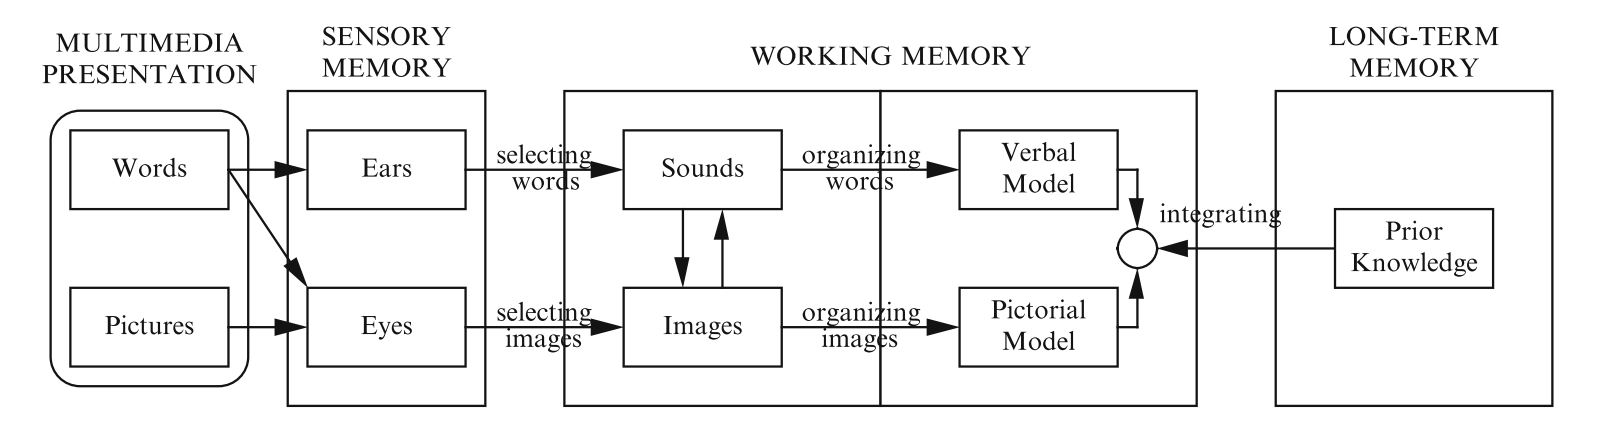 MULTIMEDIA
PRESENTATION
SENSORY
MEMORY
WORKING MEMORY
LONG-TERM
MEMORY
Words
Ears
selecting
words
Sounds
organizing
words
Verbal
Model
integrating
Prior
Knowledge
Pictures
Eyes
selecting
images
Images
organizing
images
Pictorial
Model